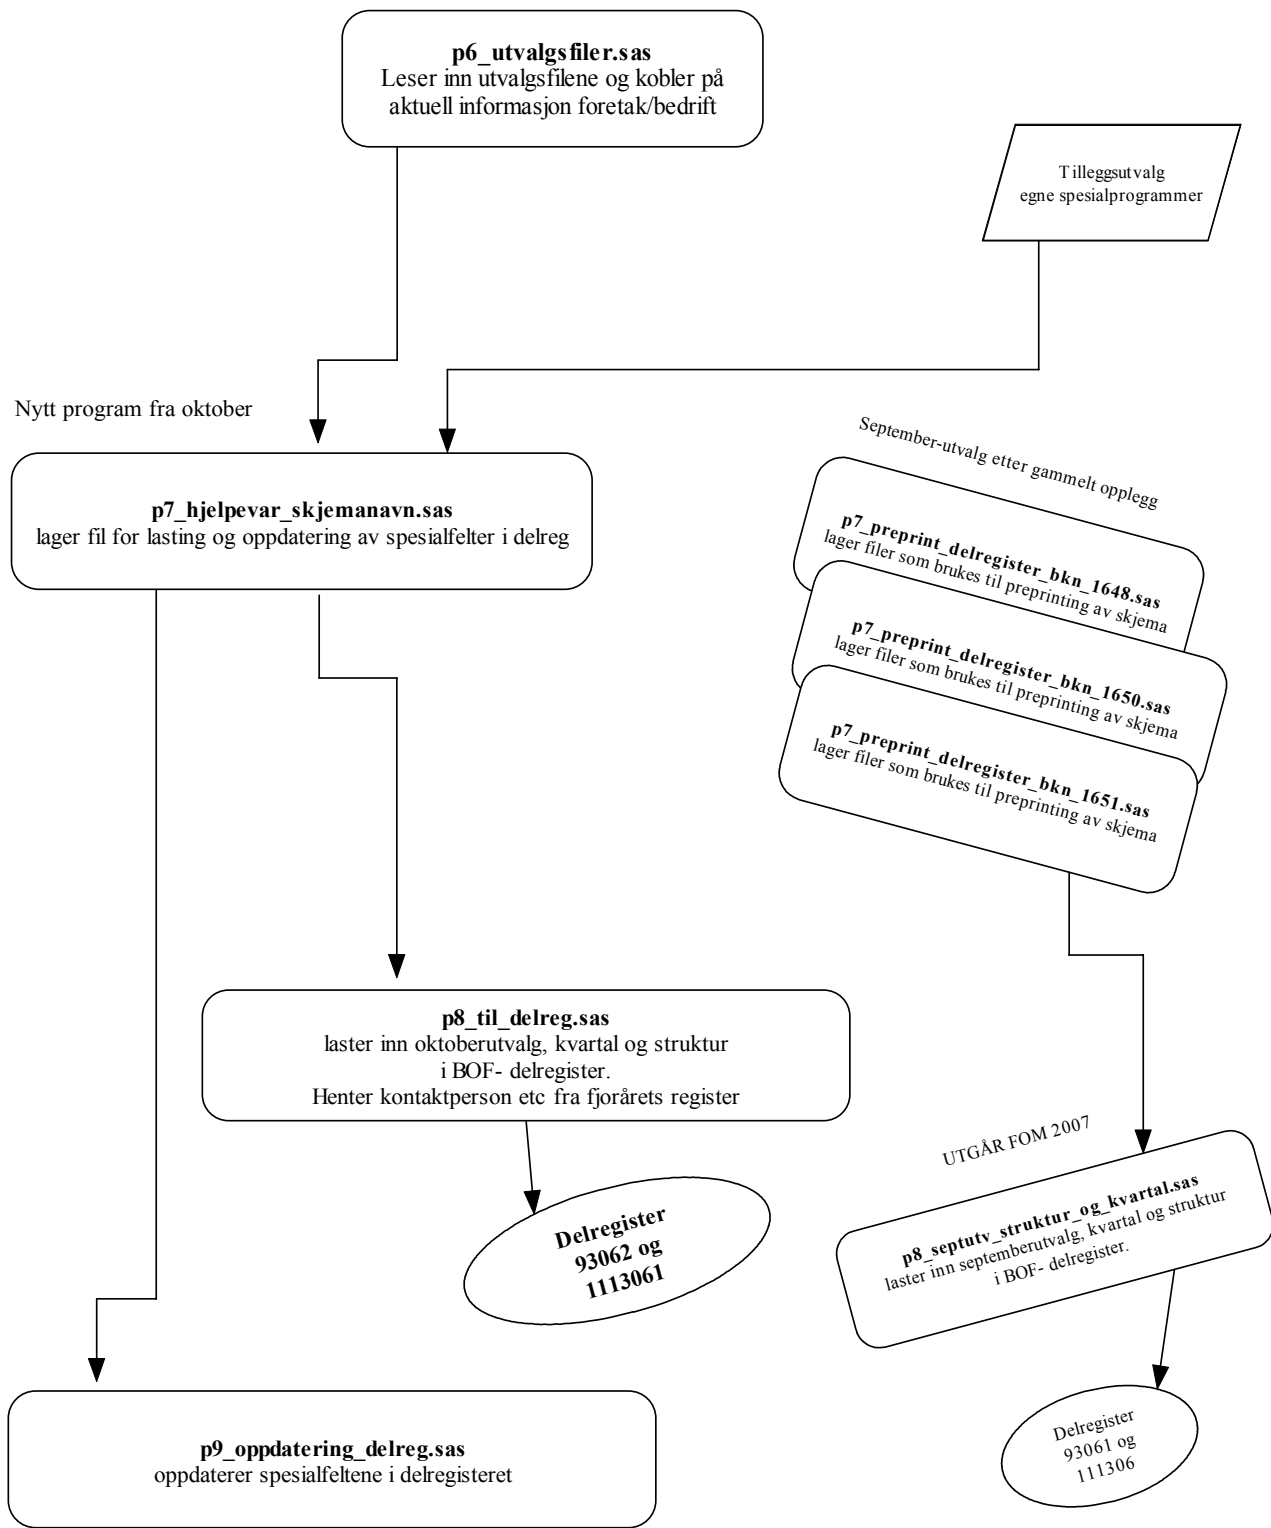 p6_utvalgsfiler.sas
Leser inn utvalgsfilene og kobler på
aktuell informasjon foretak/bedrift
Tilleggsutvalg
egne spesialprogrammer
Nytt program fra oktober
p7_hjelpevar_skjemanavn.sas
lager fil for lasting og oppdatering av spesialfelter i delreg
September-utvalg etter gammelt opplegg
p7_preprint_delregister_bkn_1648.sas
lager filer som brukes til preprinting av skjema
p7_preprint_delregister_bkn_1650.sas
lager filer som brukes til preprinting av skjema
p7_preprint_delregister_bkn_1651.sas
lager filer som brukes til preprinting av skjema
p8_til_delreg.sas
laster inn oktoberutvalg, kvartal og struktur
i BOF- delregister.
Henter kontaktperson etc fra fjorårets register
Delregister
93062 og
1113061
UTGÅR FOM 2007
p8_septutv_struktur_og_kvartal.sas
laster inn septemberutvalg, kvartal og struktur
i BOF- delregister.
Delregister
93061 og
111306
p9_oppdatering_delreg.sas
oppdaterer spesialfeltene i delregisteret